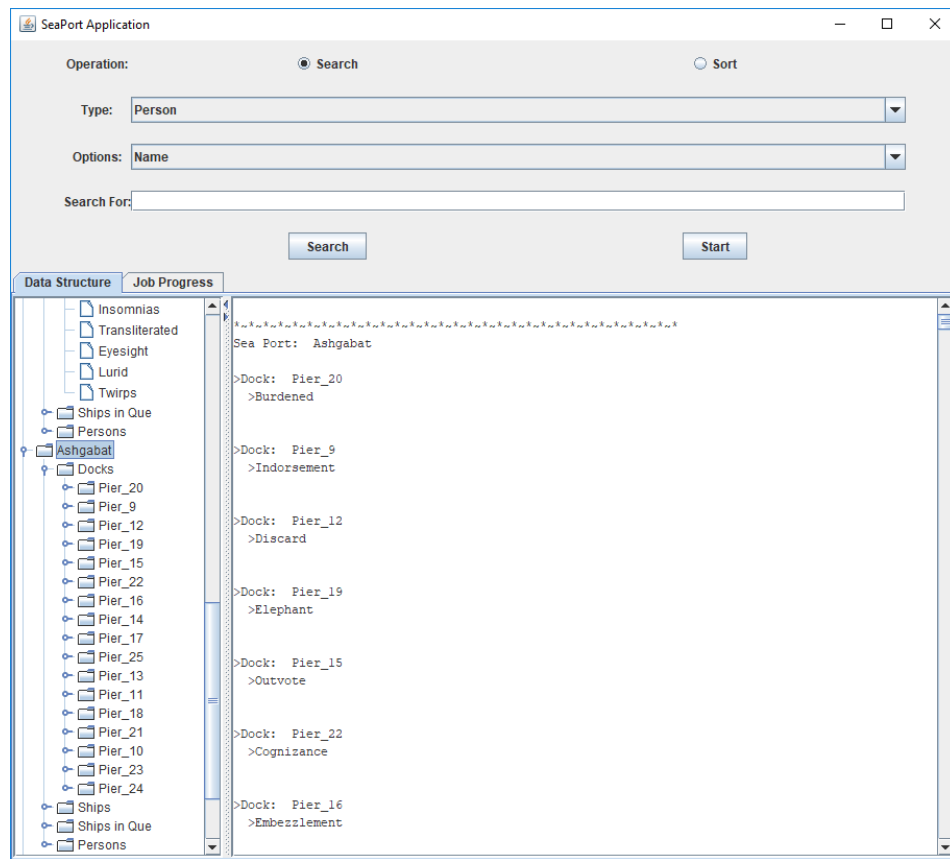 SeaPort Application
Operation: Search Sort
Type: Person
Options: Name
Search For:
Search Start
Data Structure Job Progress
Insomnias
Transliterated
Eyesight
Lurid
Twirps
Ships in Que
Persons
Ashgabat
Docks
Pier_20
Pier_9
Pier_12
Pier_19
Pier_15
Pier_22
Pier_16
Pier_14
Pier_17
Pier_25
Pier_13
Pier_11
Pier_18
Pier_21
Pier_10
Pier_23
Pier_24
Ships
Ships in Que
Persons
*~*~*~*~*~*~*~*~*~*~*~*~*~*~*~*~*~*~*~*~*~*~*~*~*~*~*~*~*~*~*
Sea Port:  Ashgabat
>Dock:  Pier_20
>Burdened
>Dock:  Pier_9
>Indorsement
>Dock:  Pier_12
>Discard
>Dock:  Pier_19
>Elephant
>Dock:  Pier_15
>Outvote
>Dock:  Pier_22
>Cognizance
>Dock:  Pier_16
>Embezzlement